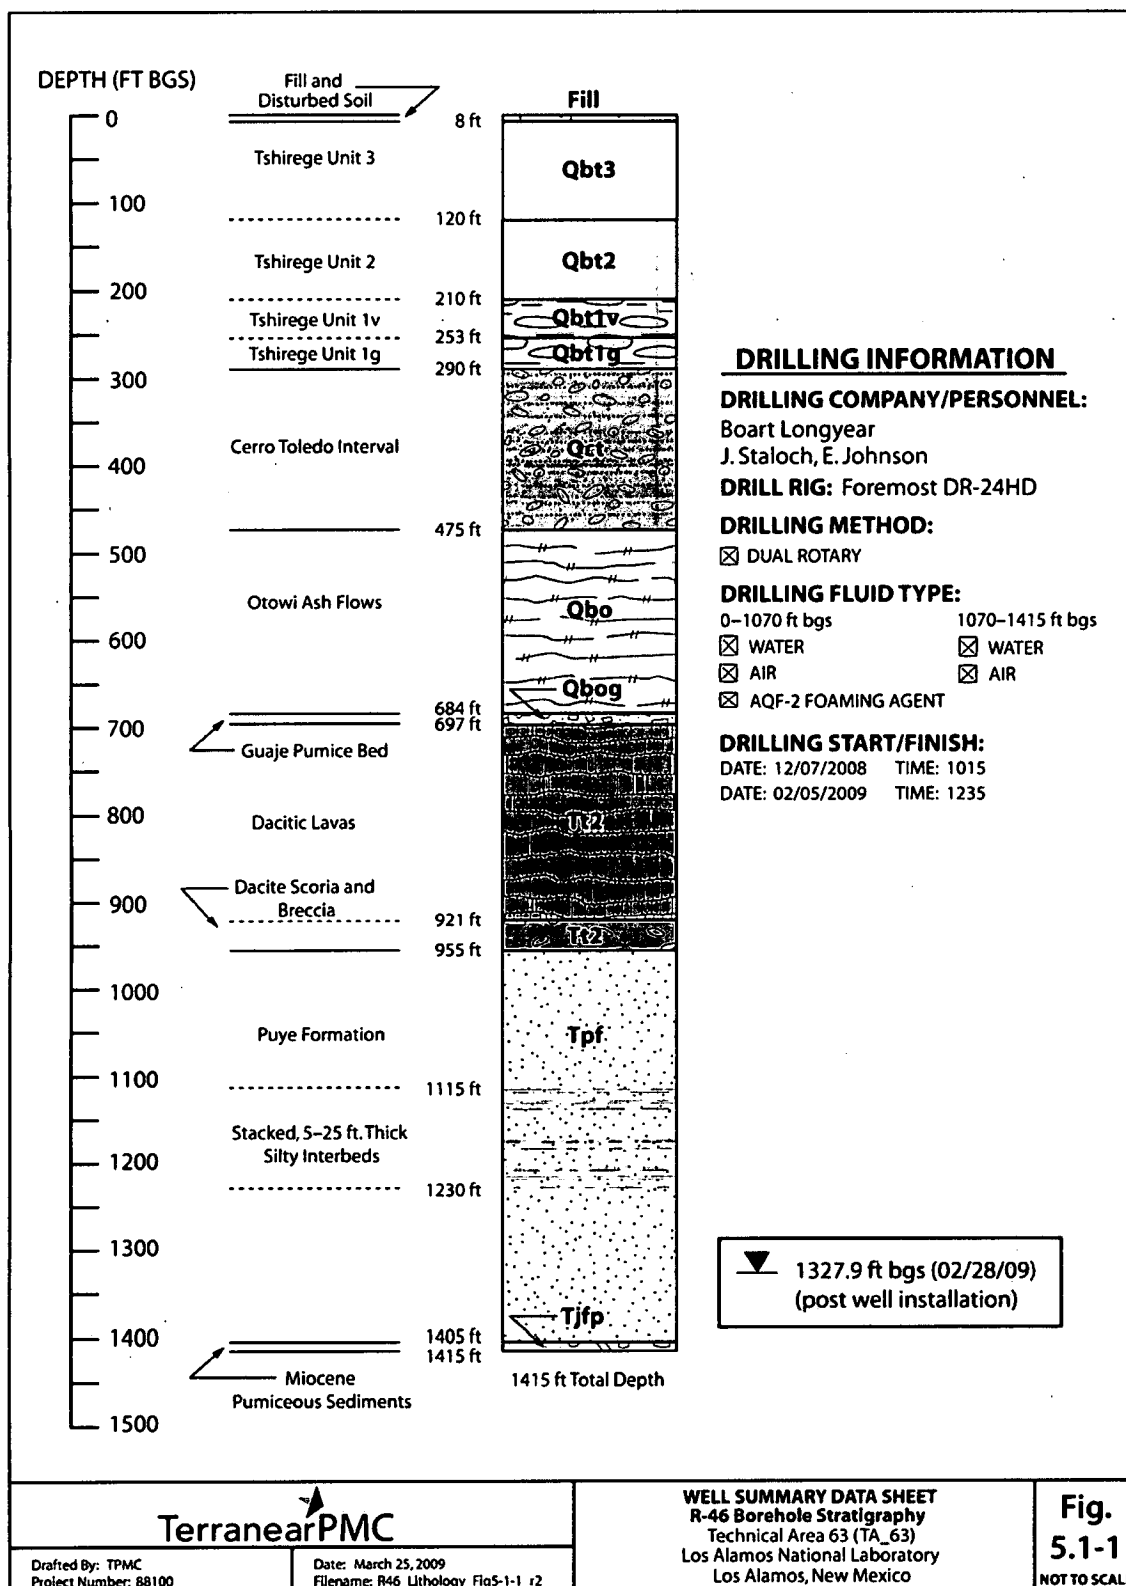 DEPTH (FT BGS)
Fill and
Disturbed Soil
Fill
0
8 ft
Tshirege Unit 3
Qbt3
100
120 ft
Tshirege Unit 2
Qbt2
200
210 ft
Tshirege Unit 1v
Qbt1v
253 ft
Tshirege Unit 1g
Qbt1g
290 ft
300
Cerro Toledo Interval
Qct
400
475 ft
500
Otowi Ash Flows
Qbo
600
Qbog
684 ft
700
697 ft
Guaje Pumice Bed
800
Dacitic Lavas
Tt2
Dacite Scoria and
Breccia
900
921 ft
Tt2
955 ft
1000
Puye Formation
Tpf
1100
1115 ft
Stacked, 5–25 ft. Thick
Silty Interbeds
1200
1230 ft
1300
Tjfp
1400
1405 ft
1415 ft
Miocene
Pumiceous Sediments
1415 ft Total Depth
1500
DRILLING INFORMATION
DRILLING COMPANY/PERSONNEL:
Boart Longyear
J. Staloch, E. Johnson
DRILL RIG: Foremost DR-24HD
DRILLING METHOD:
☒ DUAL ROTARY
DRILLING FLUID TYPE:
0–1070 ft bgs 1070–1415 ft bgs
☒ WATER ☒ WATER
☒ AIR ☒ AIR
☒ AQF-2 FOAMING AGENT
DRILLING START/FINISH:
DATE: 12/07/2008 TIME: 1015
DATE: 02/05/2009 TIME: 1235
1327.9 ft bgs (02/28/09)
(post well installation)
TerranearPMC
Drafted By: TPMC
Project Number: 88100
Date: March 25, 2009
Filename: R46_Lithology_Fig5-1-1_r2
WELL SUMMARY DATA SHEET
R-46 Borehole Stratigraphy
Technical Area 63 (TA_63)
Los Alamos National Laboratory
Los Alamos, New Mexico
Fig.
5.1-1
NOT TO SCAL